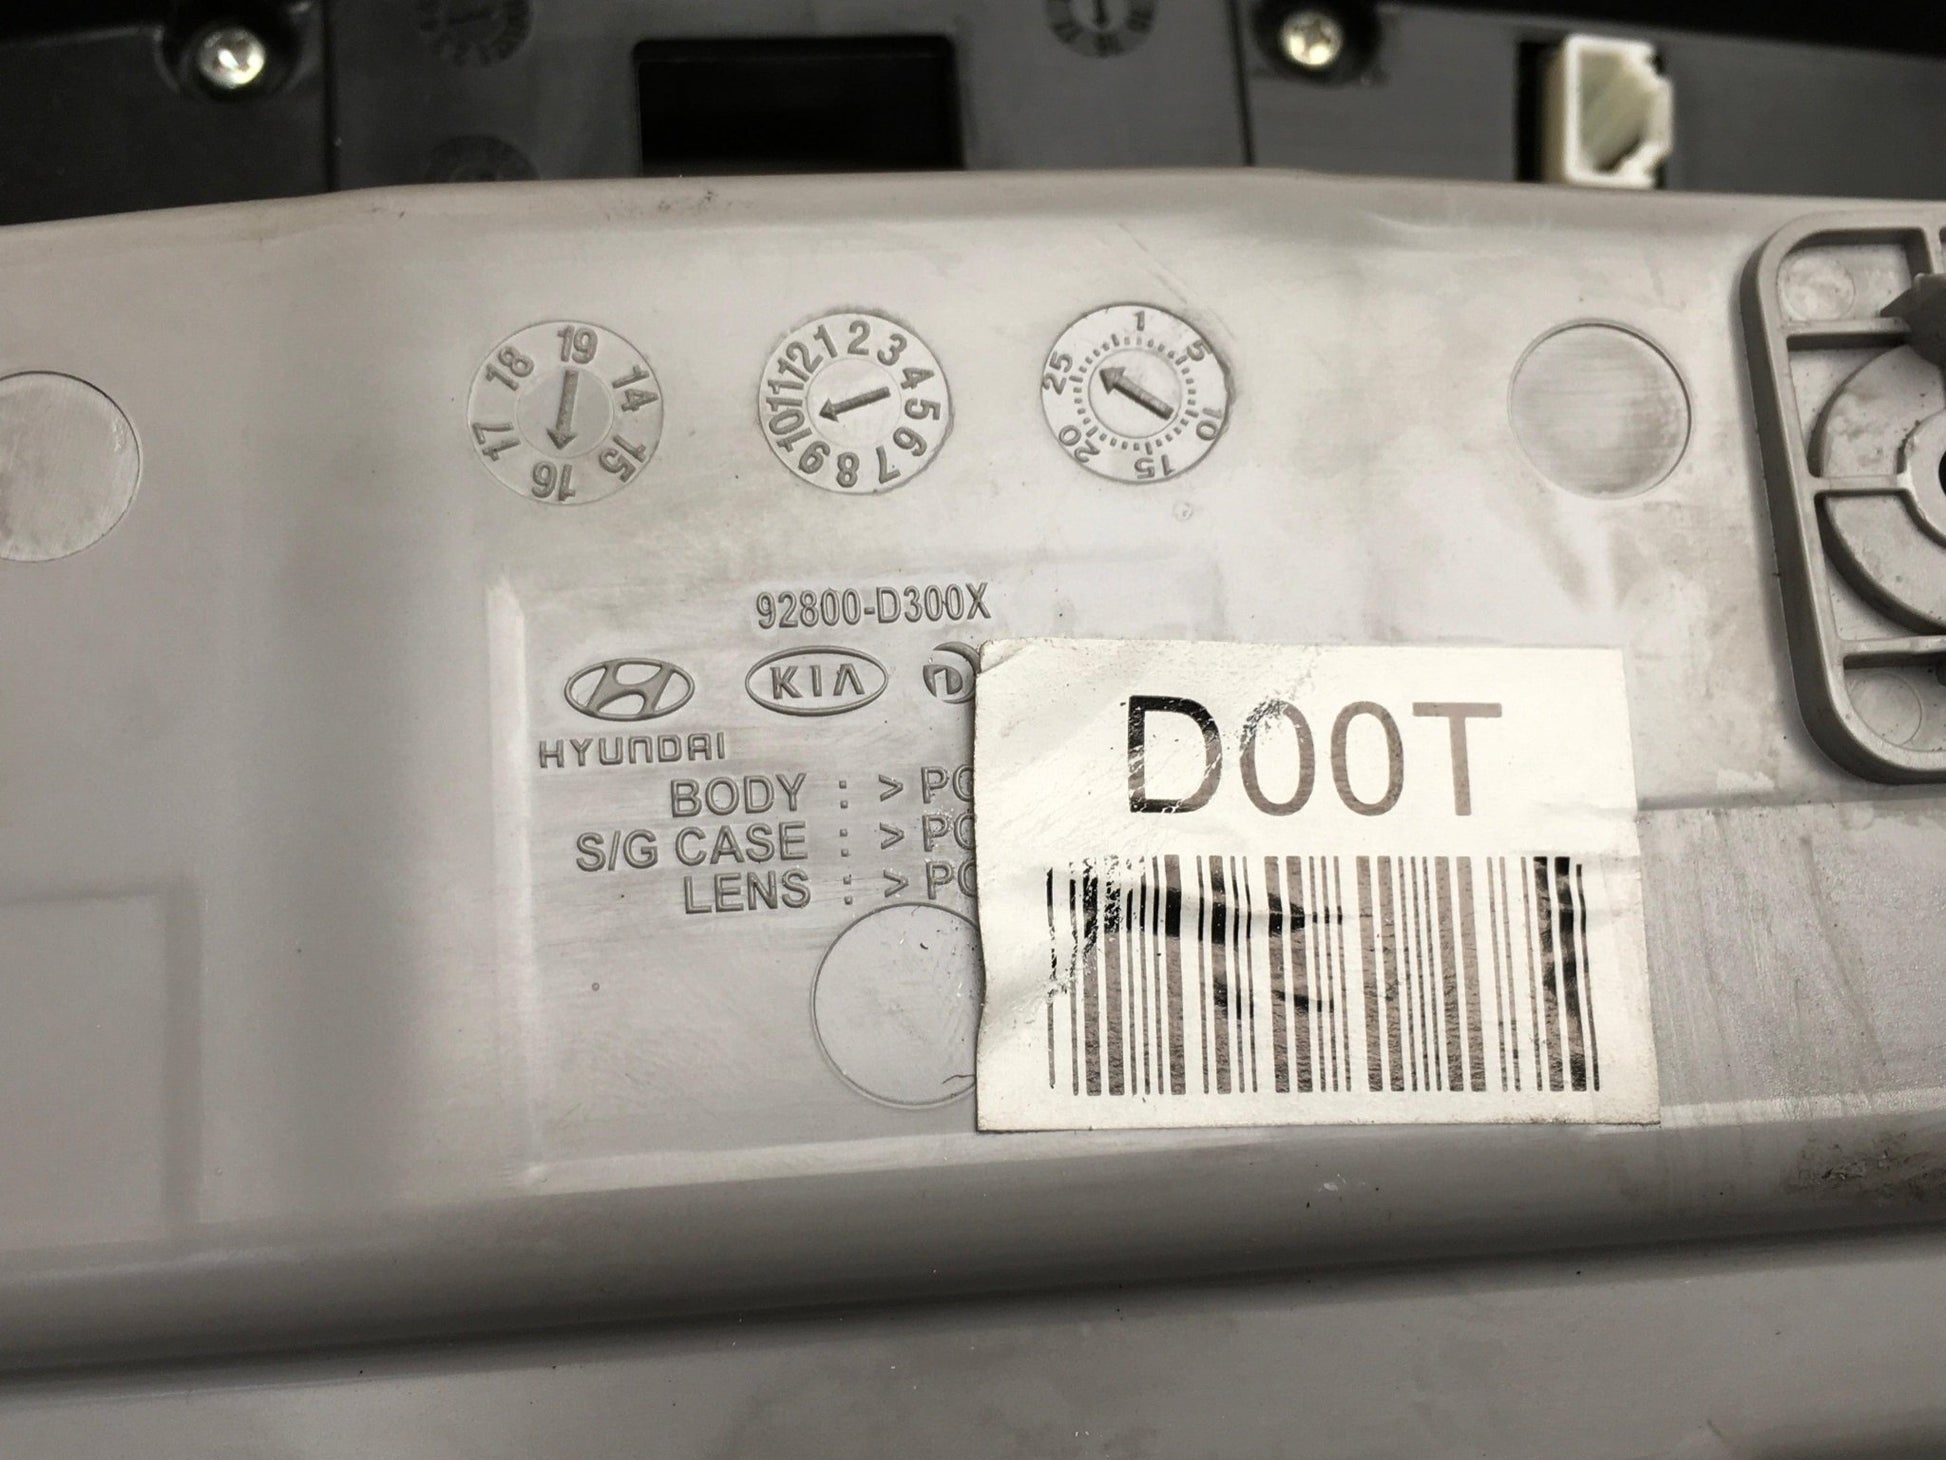 19 14 15 16 17 18
1 2 3 4 5 6 7 8 9 10 11 12
1 5 10 15 20 25
92800-D300X
KIA
HYUNDAI
D00T
BODY : >PC
S/G CASE : >PC
LENS : >PC